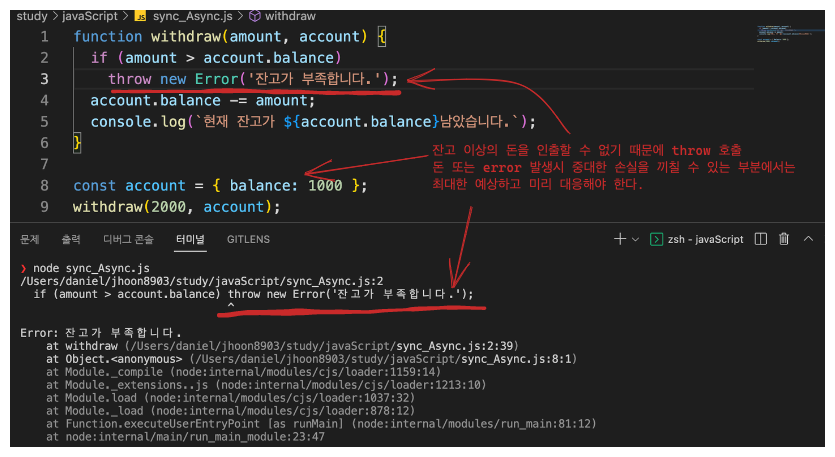 study > javaScript > JS sync_Async.js > withdraw
1 function withdraw(amount, account) {
2 if (amount > account.balance)
3 throw new Error('잔고가 부족합니다.');
4 account.balance -= amount;
5 console.log(`현재 잔고가 ${account.balance}남았습니다.`);
6 }
7
8 const account = { balance: 1000 };
9 withdraw(2000, account);
잔고 이상의 돈을 인출할 수 없기 때문에 throw 호출
돈 또는 error 발생시 중대한 손실을 끼칠 수 있는 부분에서는
최대한 예상하고 미리 대응해야 한다.
문제 출력 디버그 콘솔 터미널 GITLENS zsh - javaScript
❯ node sync_Async.js
/Users/daniel/jhoon8903/study/javaScript/sync_Async.js:2
if (amount > account.balance) throw new Error('잔고가 부족합니다.');
^
Error: 잔고가 부족합니다.
at withdraw (/Users/daniel/jhoon8903/study/javaScript/sync_Async.js:2:39)
at Object.<anonymous> (/Users/daniel/jhoon8903/study/javaScript/sync_Async.js:8:1)
at Module._compile (node:internal/modules/cjs/loader:1159:14)
at Module._extensions..js (node:internal/modules/cjs/loader:1213:10)
at Module.load (node:internal/modules/cjs/loader:1037:32)
at Module._load (node:internal/modules/cjs/loader:878:12)
at Function.executeUserEntryPoint [as runMain] (node:internal/modules/run_main:81:12)
at node:internal/main/run_main_module:23:47